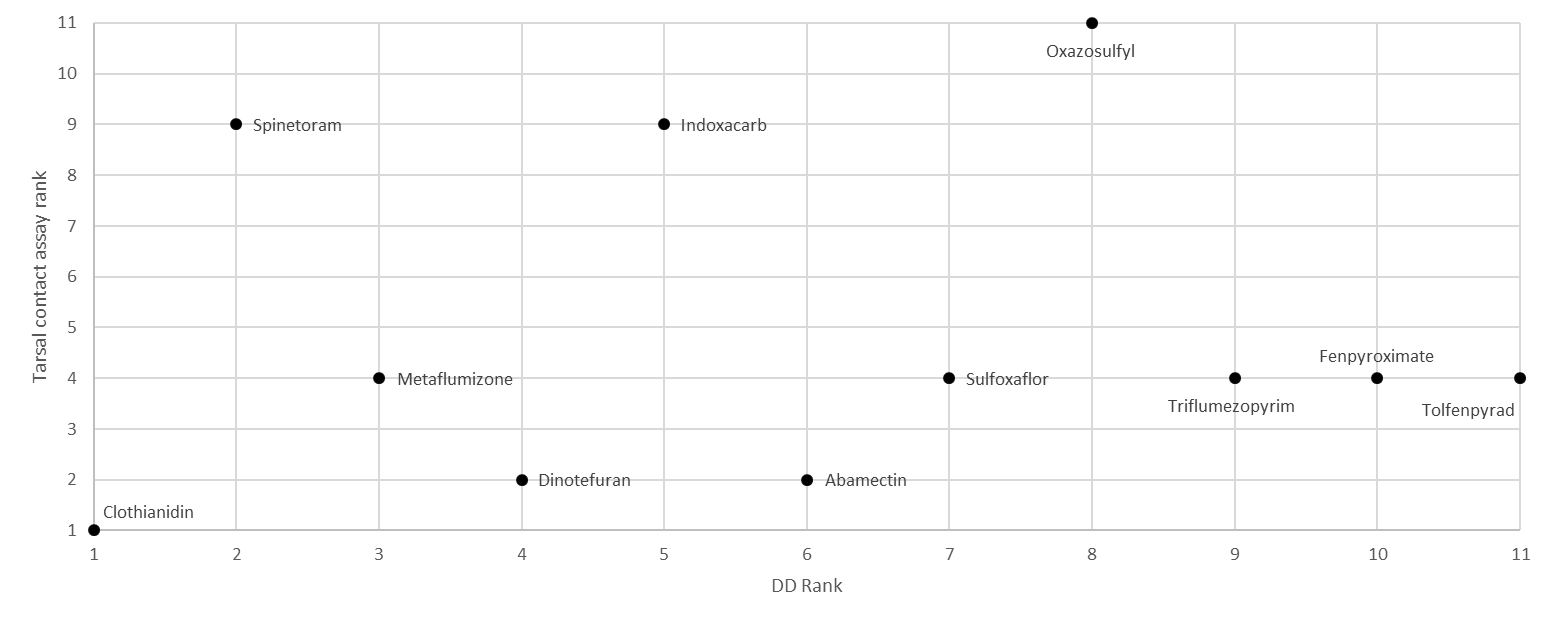 11
Oxazosulfyl
10
9
Spinetoram
Indoxacarb
8
7
6
5
Tarsal contact assay rank
Fenpyroximate
4
Metaflumizone
Sulfoxaflor
Triflumezopyrim
Tolfenpyrad
3
2
Dinotefuran
Abamectin
Clothianidin
1
1 2 3 4 5 6 7 8 9 10 11
DD Rank